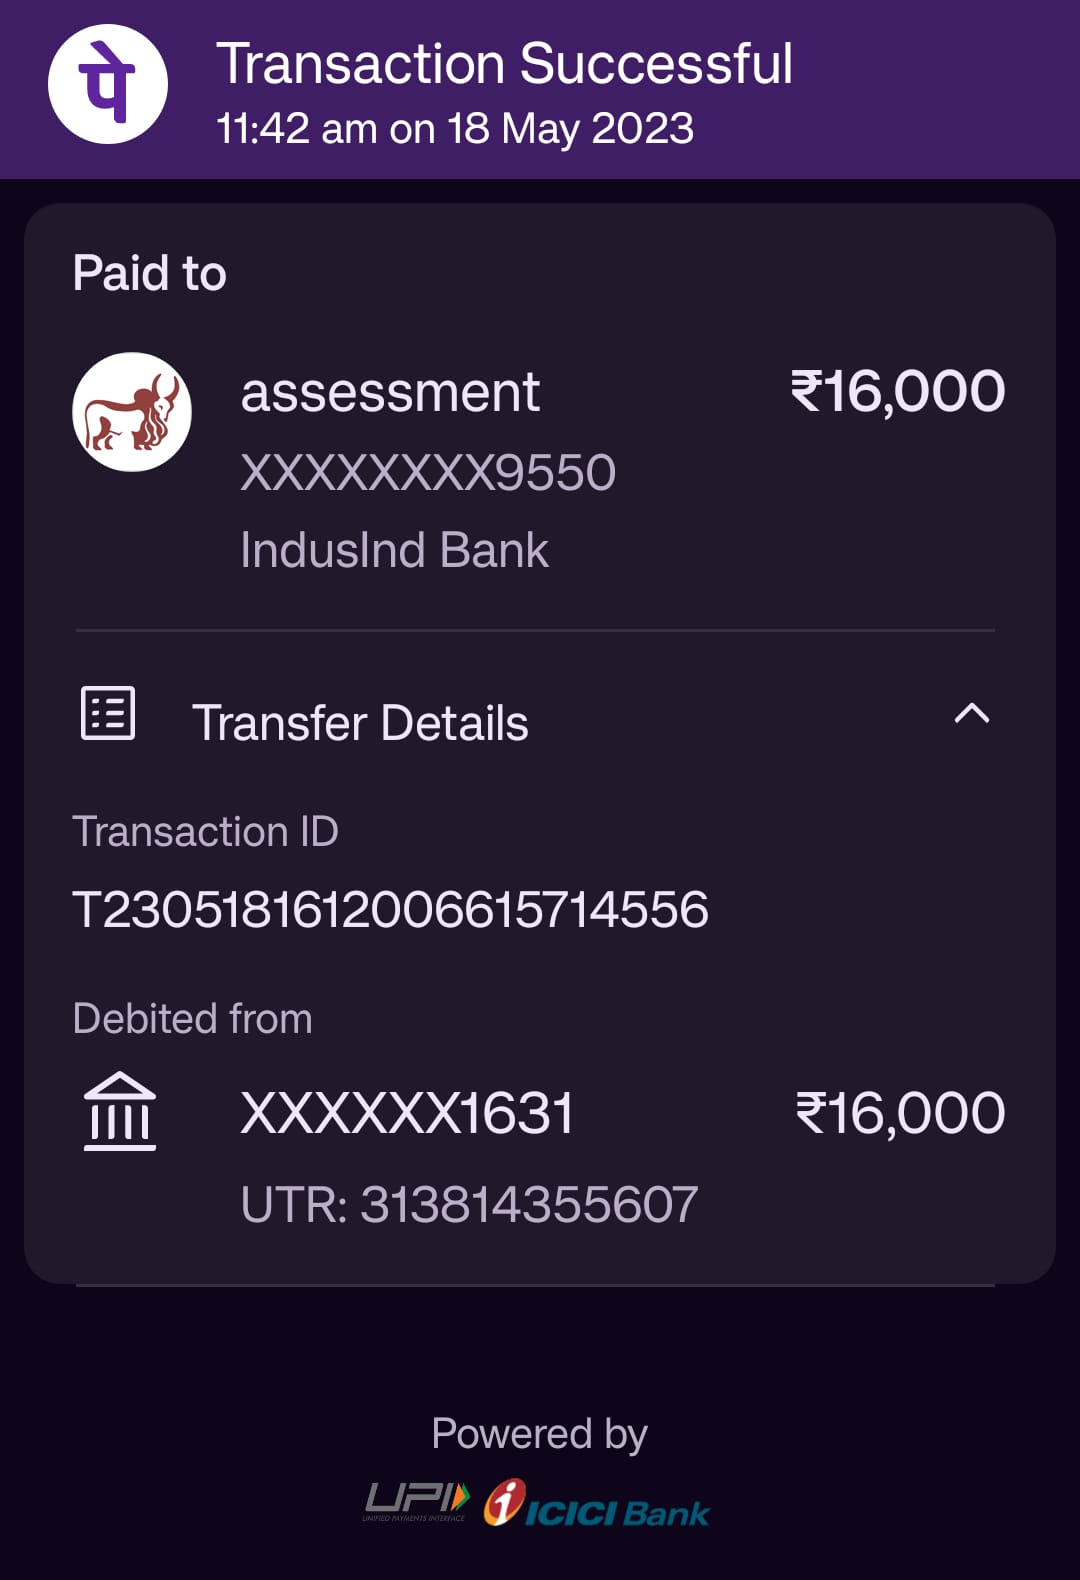 पे
Transaction Successful
11:42 am on 18 May 2023
Paid to
assessment
₹16,000
XXXXXXXX9550
IndusInd Bank
Transfer Details
Transaction ID
T2305181612006615714556
Debited from
XXXXXX1631
₹16,000
UTR: 313814355607
Powered by
UPI
UNIFIED PAYMENTS INTERFACE
ICICI Bank